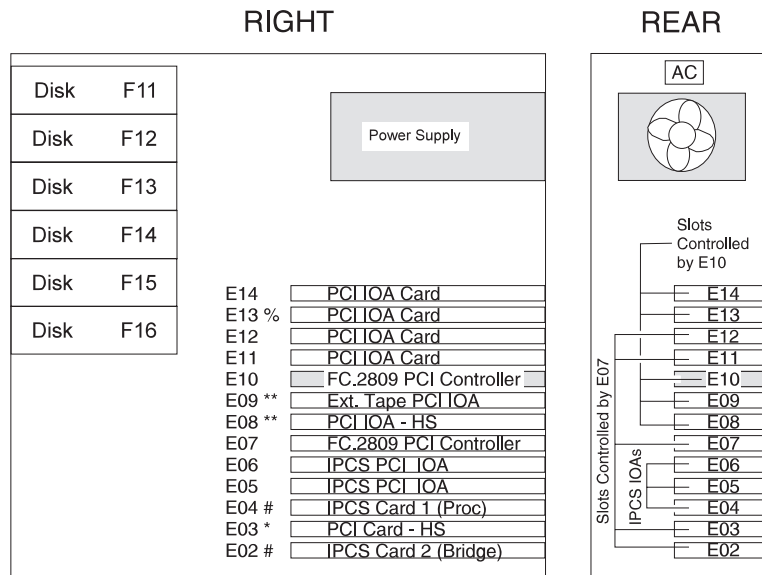 RIGHT
REAR
Disk F11
Disk F12
Disk F13
Disk F14
Disk F15
Disk F16
Power Supply
E14 PCI IOA Card
E13 % PCI IOA Card
E12 PCI IOA Card
E11 PCI IOA Card
E10 FC.2809 PCI Controller
E09 ** Ext. Tape PCI IOA
E08 ** PCI IOA - HS
E07 FC.2809 PCI Controller
E06 IPCS PCI IOA
E05 IPCS PCI IOA
E04 # IPCS Card 1 (Proc)
E03 * PCI Card - HS
E02 # IPCS Card 2 (Bridge)
AC
Slots
Controlled
by E10
Slots Controlled by E07
IPCS IOAs
E14
E13
E12
E11
E10
E09
E08
E07
E06
E05
E04
E03
E02